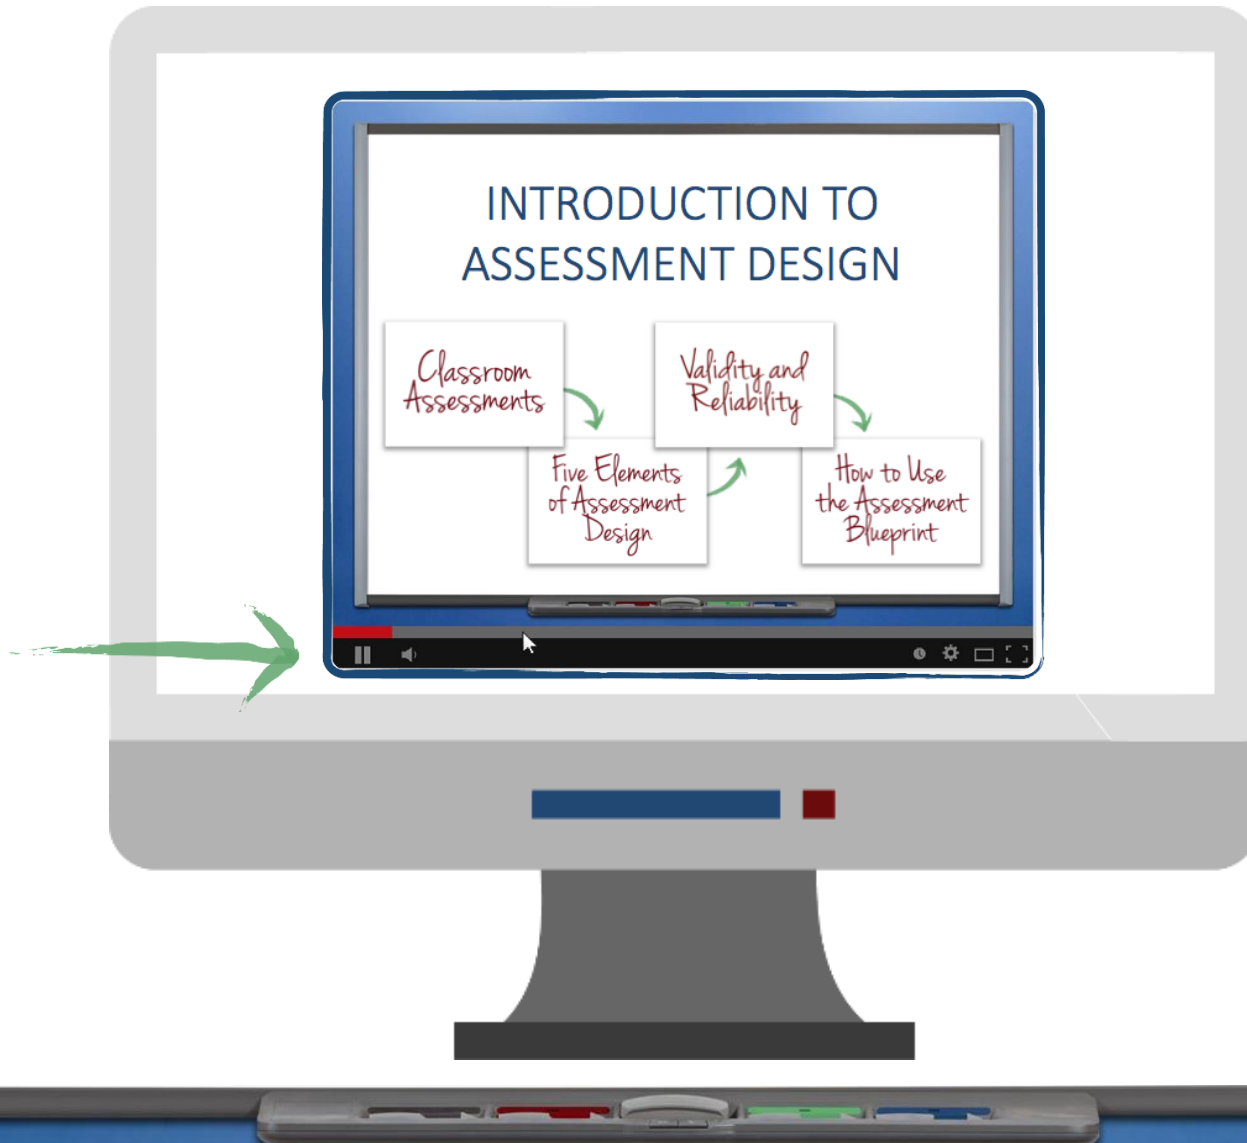 INTRODUCTION TO
ASSESSMENT DESIGN
Classroom
Assessments
Five Elements
of Assessment
Design
Validity and
Reliability
How to Use
the Assessment
Blueprint